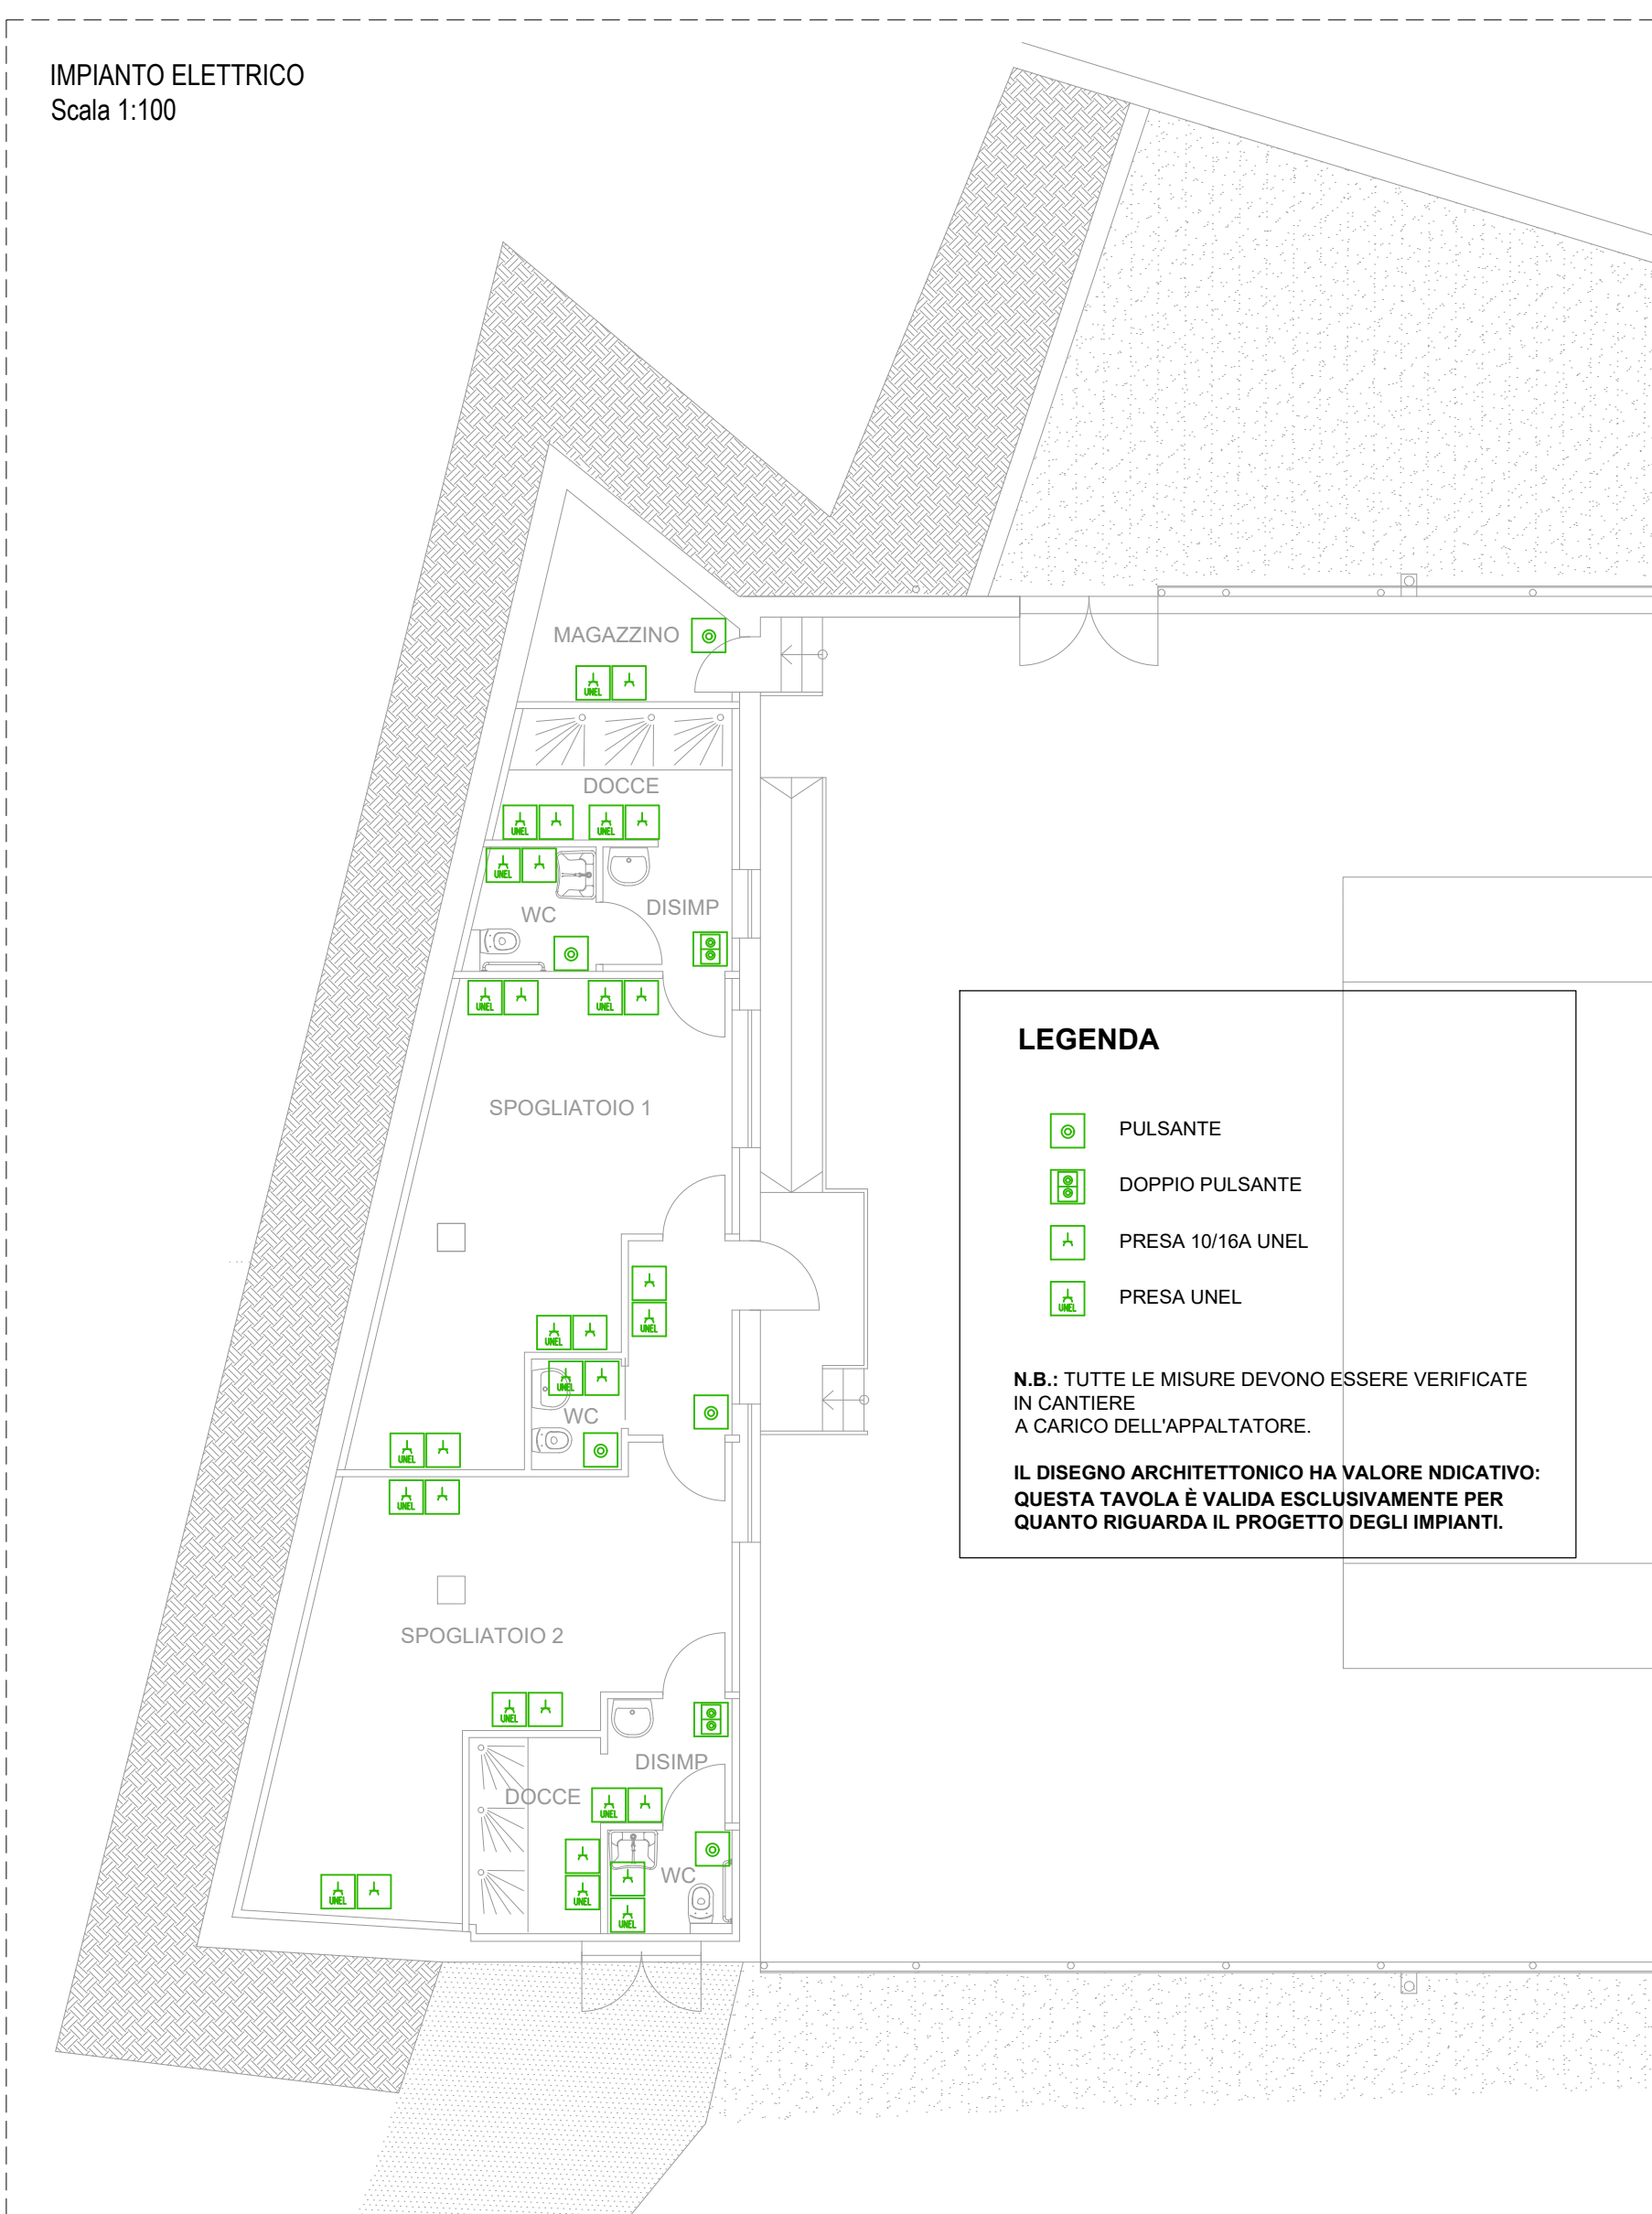 IMPIANTO ELETTRICO
Scala 1:100
MAGAZZINO
UNEL
DOCCE
UNEL
UNEL
UNEL
WC
DISIMP
UNEL
UNEL
SPOGLIATOIO 1
UNEL
UNEL
UNEL
WC
UNEL
UNEL
SPOGLIATOIO 2
UNEL
DISIMP
DOCCE
UNEL
WC
UNEL
UNEL
UNEL
LEGENDA
PULSANTE
DOPPIO PULSANTE
PRESA 10/16A UNEL
UNEL
PRESA UNEL
N.B.: TUTTE LE MISURE DEVONO ESSERE VERIFICATE
IN CANTIERE
A CARICO DELL'APPALTATORE.
IL DISEGNO ARCHITETTONICO HA VALORE NDICATIVO:
QUESTA TAVOLA È VALIDA ESCLUSIVAMENTE PER
QUANTO RIGUARDA IL PROGETTO DEGLI IMPIANTI.